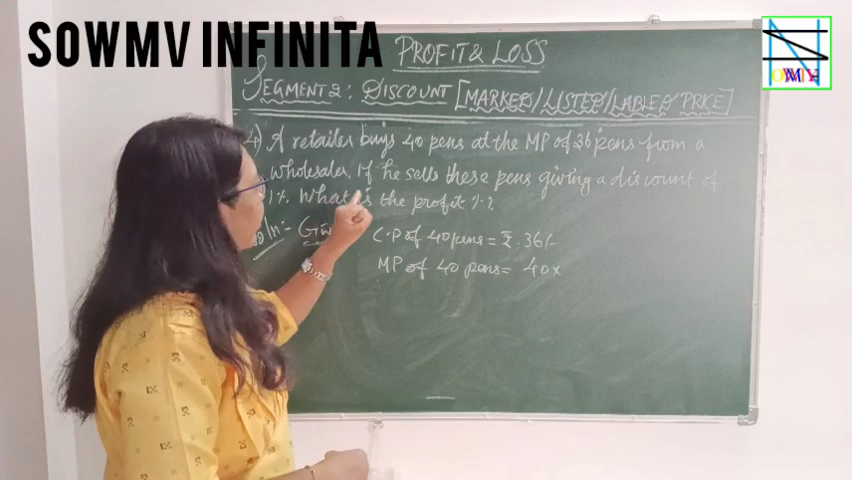 SOWMV INFINITA
PROFIT & LOSS
SEGMENT 2 : DISCOUNT [MARKED/LISTED/LABLED PRICE]
4) A retailer buys 40 pens at the MP of 36 pens from a
wholesaler. If he sells these pens giving a discount of
1%. What is the profit %?
Soln:- Given C.P of 40 pens = ₹. 36/-
MP of 40 pens = 40x